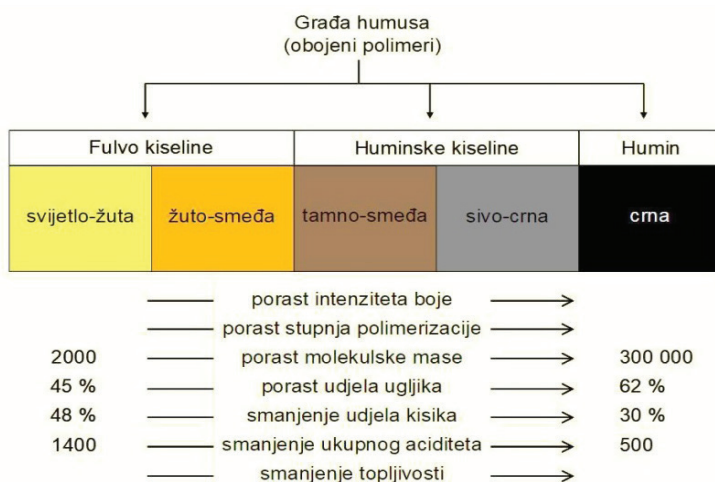 Građa humusa
(obojeni polimeri)
Fulvo kiseline Huminske kiseline Humin
svijetlo-žuta žuto-smeđa tamno-smeđa sivo-crna crna
porast intenziteta boje
porast stupnja polimerizacije
2000 porast molekulske mase 300 000
45 % porast udjela ugljika 62 %
48 % smanjenje udjela kisika 30 %
1400 smanjenje ukupnog aciditeta 500
smanjenje topljivosti